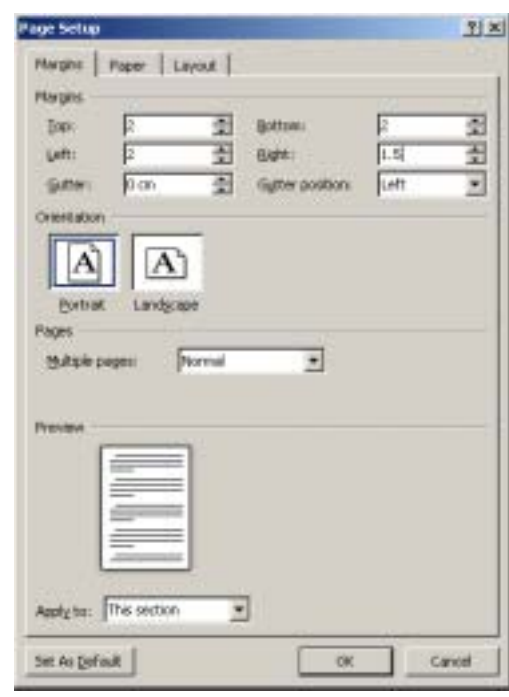 Page Setup
Margins Paper Layout
Margins
Top: 2 Bottom: 2
Left: 2 Right: 1.5
Gutter: 0 cm Gutter position: Left
Orientation
A A
Portrait Landscape
Pages
Multiple pages: Normal
Preview
Apply to: This section
Set As Default OK Cancel